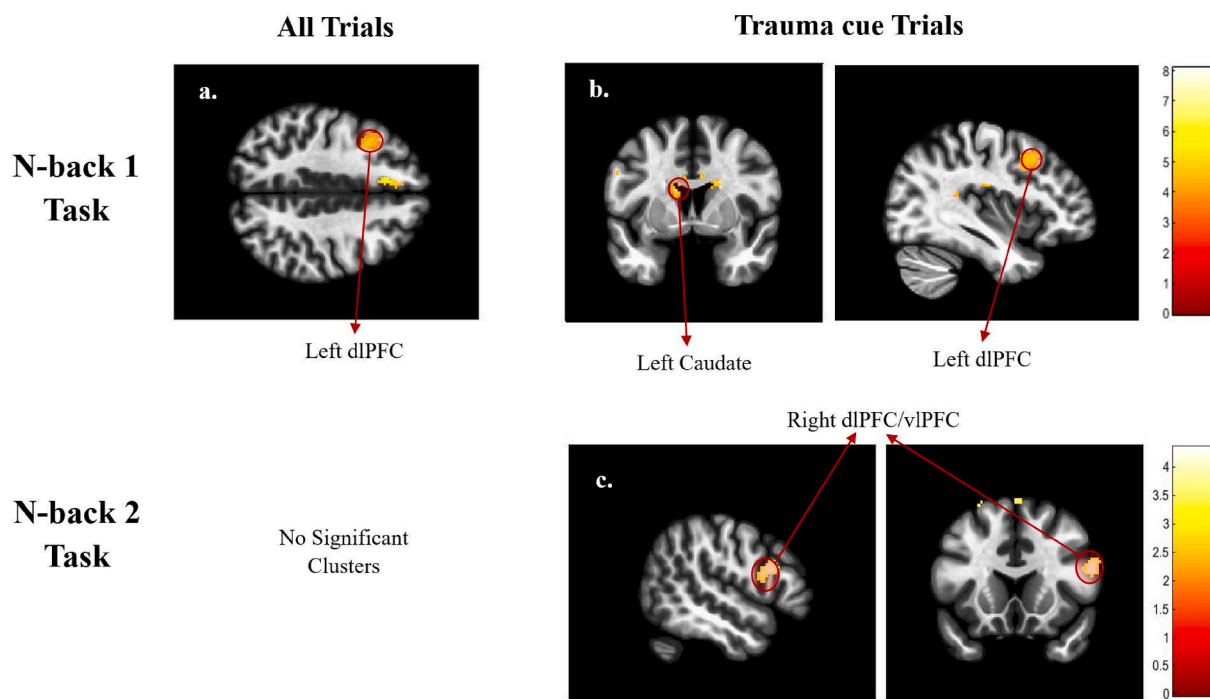 All Trials
Trauma cue Trials
N-back 1
Task
a.
b.
8
7
6
5
4
3
2
1
0
Left dlPFC
Left Caudate
Left dlPFC
Right dlPFC/vlPFC
N-back 2
Task
No Significant
Clusters
c.
4
3.5
3
2.5
2
1.5
1
0.5
0